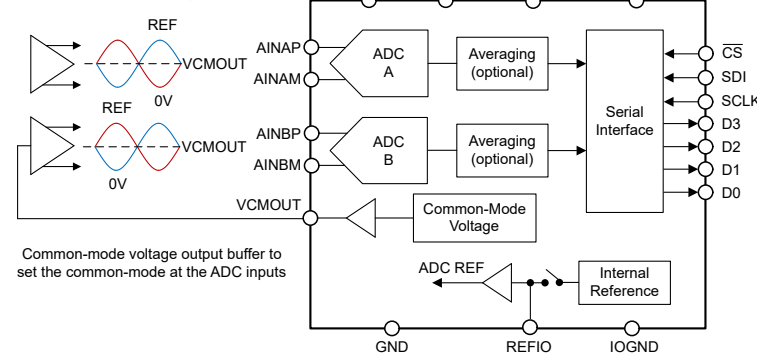 REF
VCMOUT
0V
REF
VCMOUT
0V
AINAP
AINAM
AINBP
AINBM
VCMOUT
ADC
A
Averaging
(optional)
ADC
B
Averaging
(optional)
Serial
Interface
CS
SDI
SCLK
D3
D2
D1
D0
Common-Mode
Voltage
Common-mode voltage output buffer to
set the common-mode at the ADC inputs
ADC REF
Internal
Reference
GND
REFIO
IOGND